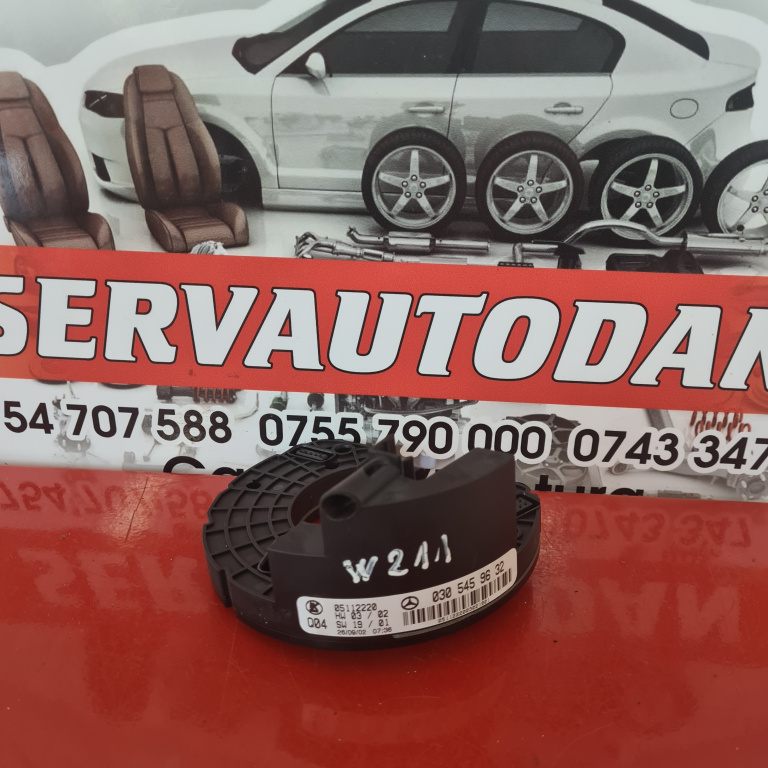 SERVAUTODAN
54 707 588 0755 790 000 0743 347
W211
05112220
HW 03 / 02
Q04 SW 19 / 01
26/09/02 07:36
030 545 96 32